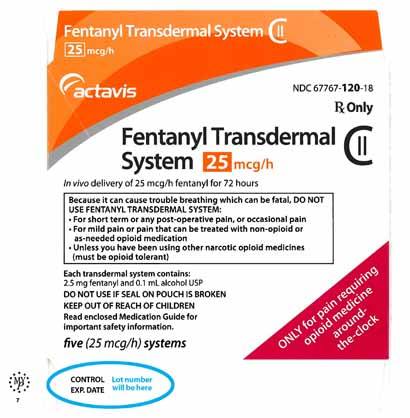 Fentanyl Transdermal System CII
25 mcg/h
actavis
NDC 67767-120-18
Rx Only
Fentanyl Transdermal
System 25 mcg/h
CII
In vivo delivery of 25 mcg/h fentanyl for 72 hours
Because it can cause trouble breathing which can be fatal, DO NOT
USE FENTANYL TRANSDERMAL SYSTEM:
• For short term or any post-operative pain, or occasional pain
• For mild pain or pain that can be treated with non-opioid or
as-needed opioid medication
• Unless you have been using other narcotic opioid medicines
(must be opioid tolerant)
Each transdermal system contains:
2.5 mg fentanyl and 0.1 mL alcohol USP
DO NOT USE IF SEAL ON POUCH IS BROKEN
KEEP OUT OF REACH OF CHILDREN
Read enclosed Medication Guide for
important safety information.
five (25 mcg/h) systems
ONLY for pain requiring
opioid medicine
around-
the-clock
CONTROL
EXP. DATE
Lot number
will be here
7